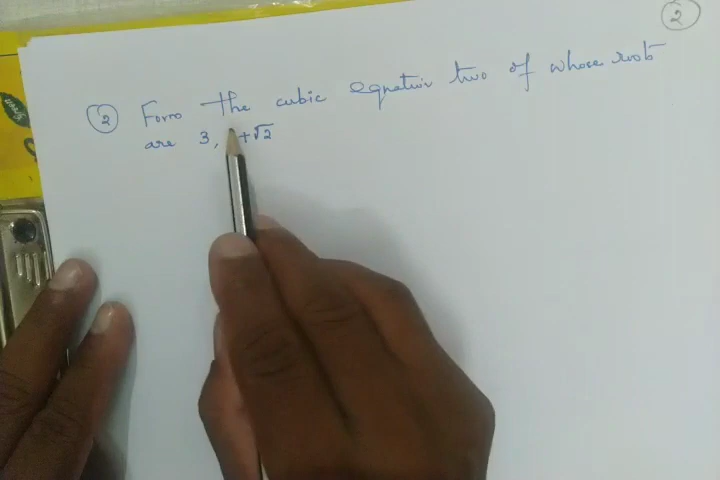 2
2 Form the cubic equation two of whose roots
are 3, +√2